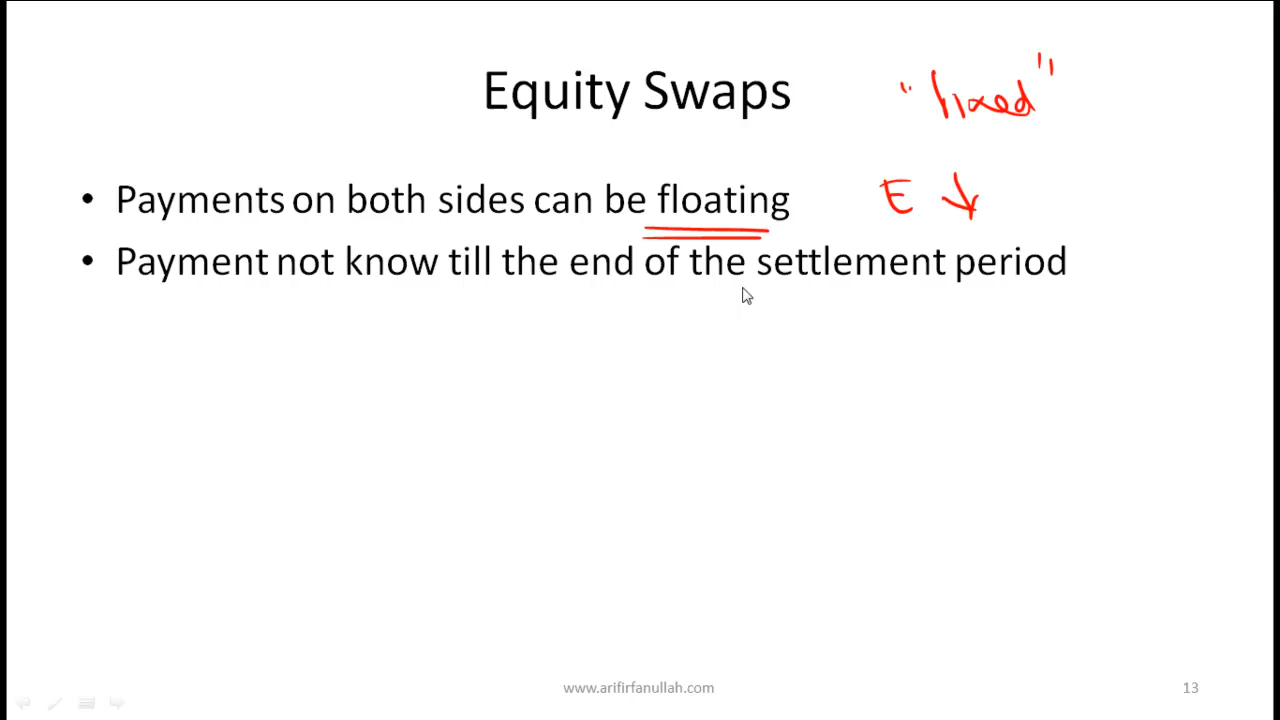 Equity Swaps
"fixed"
• Payments on both sides can be floating
E ↓
• Payment not know till the end of the settlement period
www.arifirfanullah.com
13